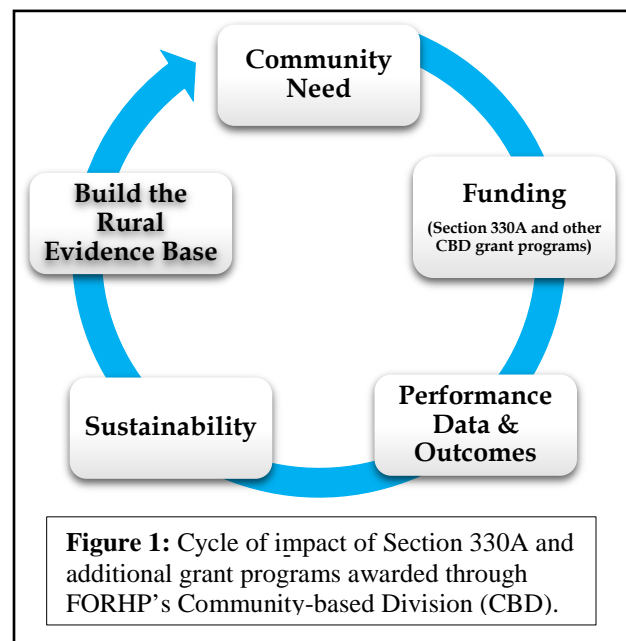 Community
Need
Funding
(Section 330A and other
CBD grant programs)
Performance
Data &
Outcomes
Sustainability
Build the
Rural
Evidence Base
Figure 1: Cycle of impact of Section 330A and
additional grant programs awarded through
FORHP's Community-based Division (CBD).